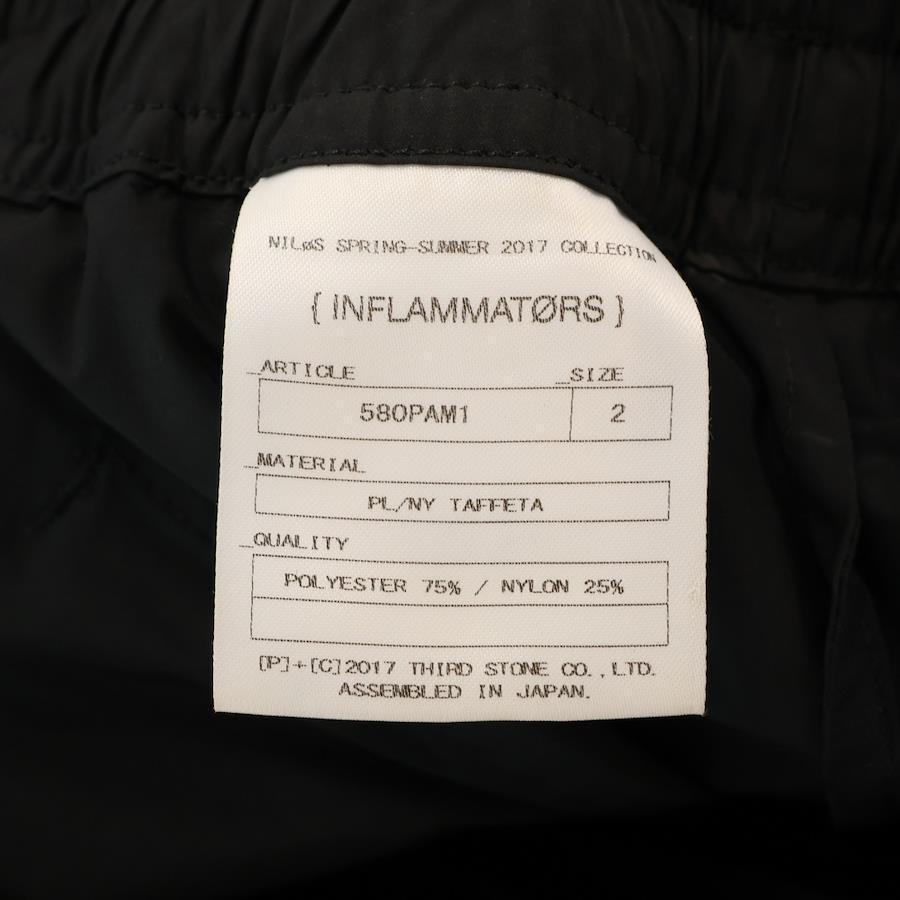 NILøS SPRING-SUMMER 2017 COLLECTION
{ INFLAMMATØRS }
_ARTICLE _SIZE
580PAM1 2
_MATERIAL
PL/NY TAFFETA
_QUALITY
POLYESTER 75% / NYLON 25%
[P]+[C]2017 THIRD STONE CO., LTD.
ASSEMBLED IN JAPAN.